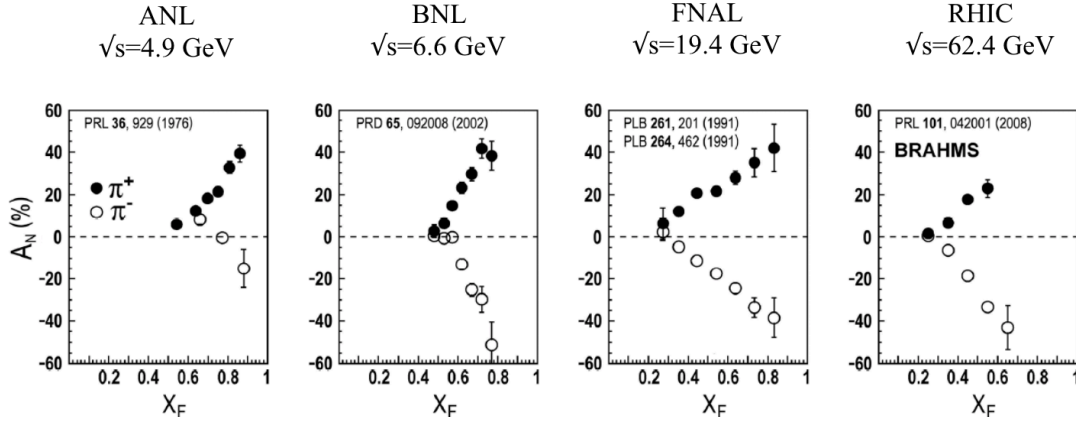 ANL
√s=4.9 GeV
BNL
√s=6.6 GeV
FNAL
√s=19.4 GeV
RHIC
√s=62.4 GeV
A_N (%)
60
40
20
0
−20
−40
−60
PRL 36, 929 (1976)
π+
π-
0 0.2 0.4 0.6 0.8 1
X_F
60
40
20
0
−20
−40
−60
PRD 65, 092008 (2002)
0 0.2 0.4 0.6 0.8 1
X_F
60
40
20
0
−20
−40
−60
PLB 261, 201 (1991)
PLB 264, 462 (1991)
0 0.2 0.4 0.6 0.8 1
X_F
60
40
20
0
−20
−40
−60
PRL 101, 042001 (2008)
BRAHMS
0 0.2 0.4 0.6 0.8 1
X_F